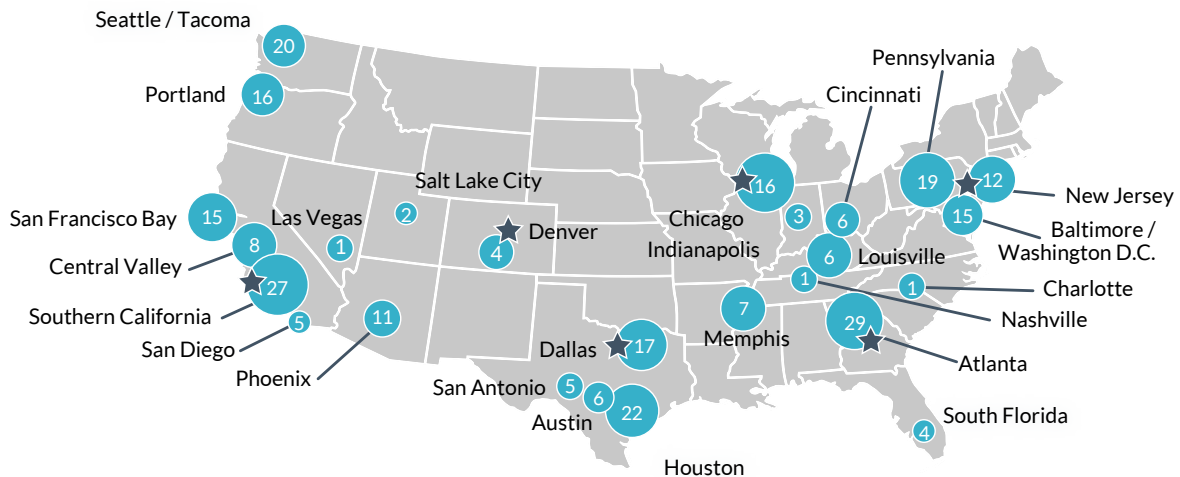 Seattle / Tacoma
20
Pennsylvania
Cincinnati
Portland
16
Salt Lake City
16
19
12
New Jersey
San Francisco Bay
15
Las Vegas
2
Chicago
3
6
15
Baltimore /
Washington D.C.
Denver
Indianapolis
8
1
4
6
Louisville
Central Valley
27
1
1
Charlotte
Southern California
5
11
7
29
Nashville
San Diego
Memphis
Dallas
17
Atlanta
Phoenix
San Antonio
5
6
22
Austin
South Florida
4
Houston